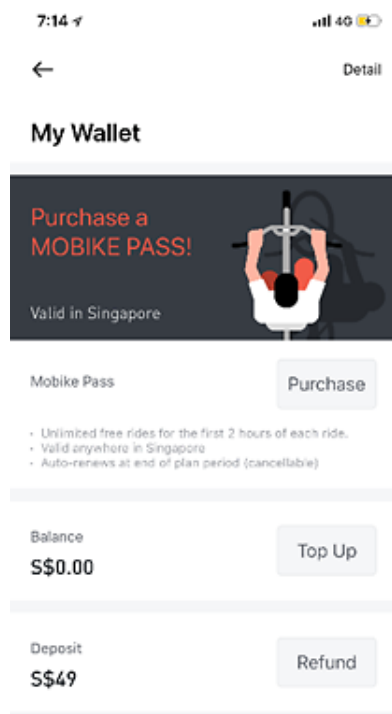 7:14 4G
Detail
My Wallet
Purchase a
MOBIKE PASS!
Valid in Singapore
Mobike Pass
Purchase
• Unlimited free rides for the first 2 hours of each ride.
• Valid anywhere in Singapore
• Auto-renews at end of plan period (cancellable)
Balance
S$0.00
Top Up
Deposit
S$49
Refund